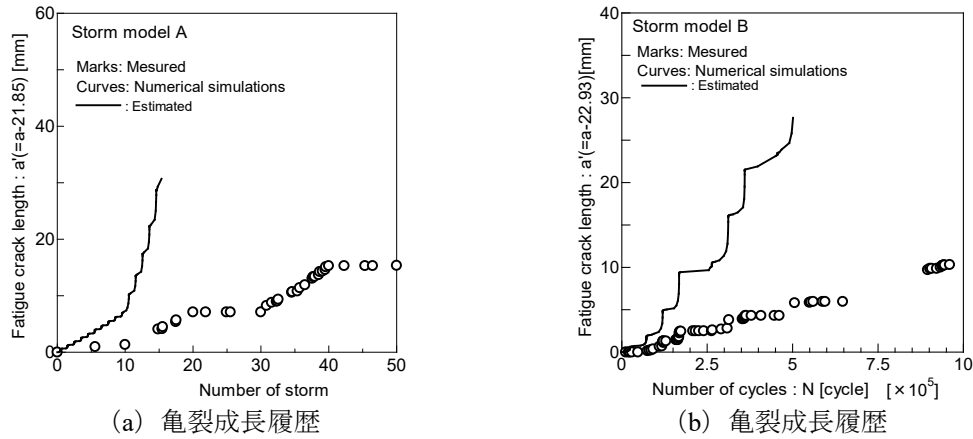 Storm model A
Marks: Mesured
Curves: Numerical simulations
: Estimated
Fatigue crack length : a'(=a-21.85) [mm]
60
40
20
0
0
10
20
30
40
50
Number of storm
(a) 亀裂成長履歴
Storm model B
Marks: Mesured
Curves: Numerical simulations
: Estimated
Fatigue crack length : a'(=a-22.93)[mm]
40
30
20
10
0
0
2.5
5
7.5
10
Number of cycles : N [cycle] [×10⁵]
(b) 亀裂成長履歴